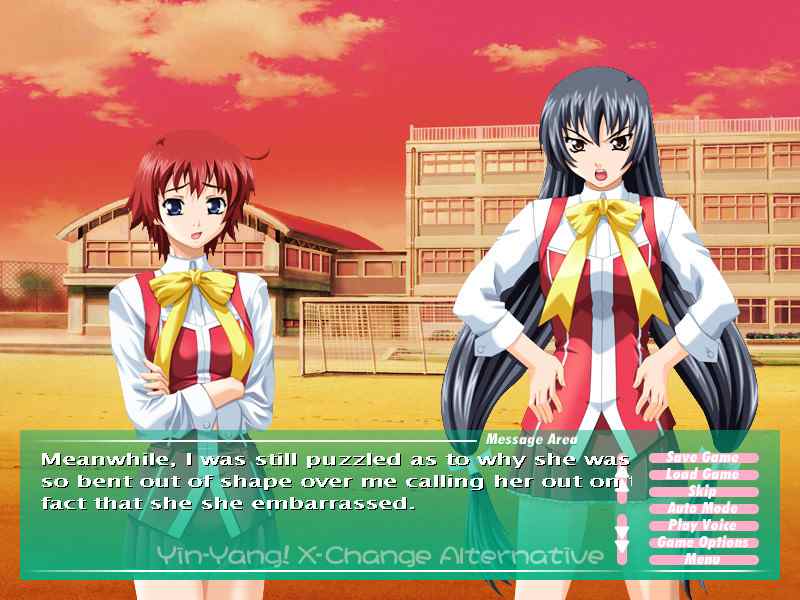 Message Area
Meanwhile, I was still puzzled as to why she was
so bent out of shape over me calling her out on
fact that she she embarrassed.
Yin-Yang! X-Change Alternative
Save Game
Load Game
Skip
Auto Mode
Play Voice
Game Options
Menu